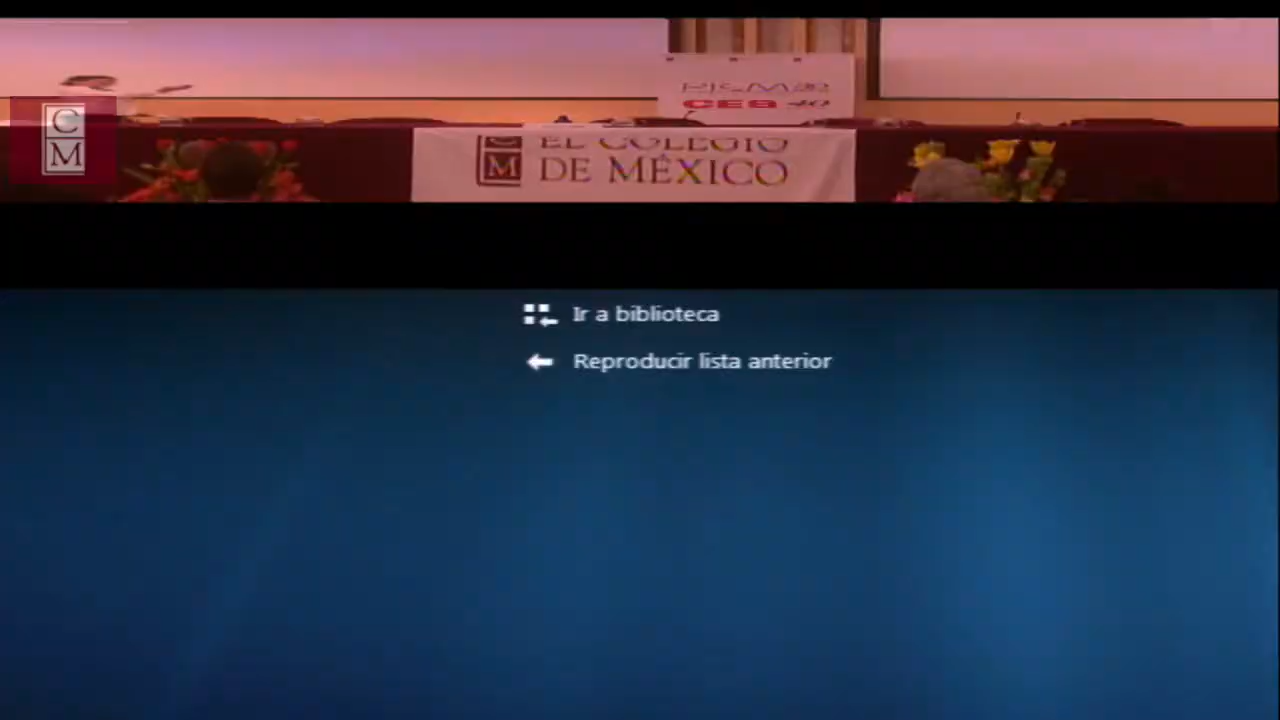 CES 40
C
M
EL COLEGIO
M
DE MÉXICO
Ir a biblioteca
Reproducir lista anterior